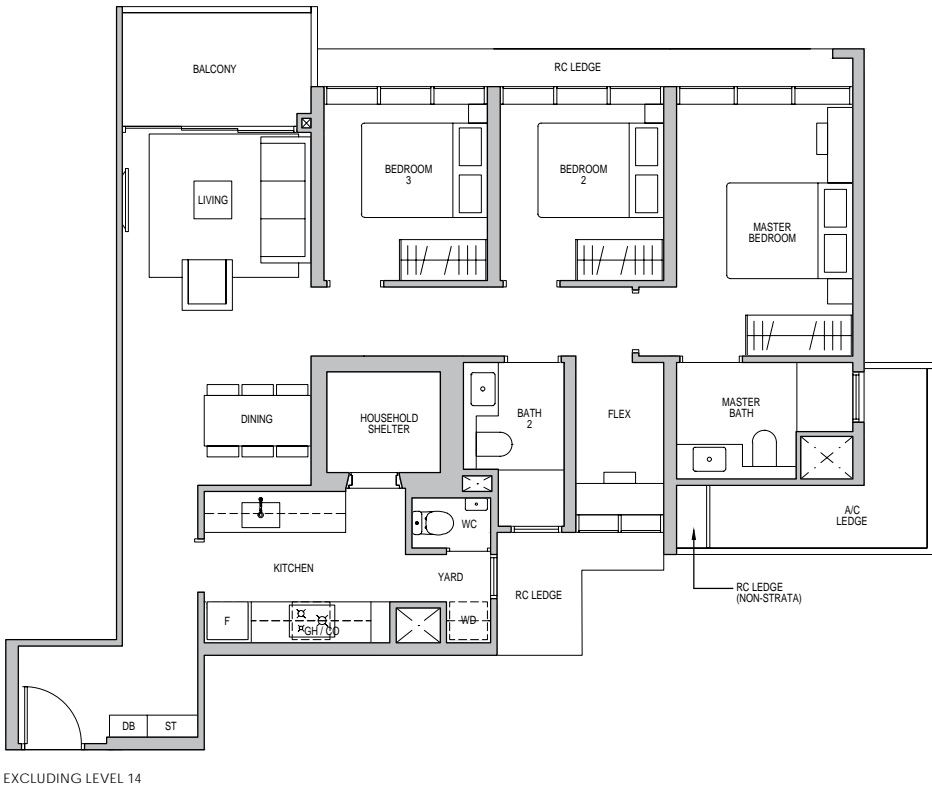 BALCONY
RC LEDGE
BEDROOM
3
BEDROOM
2
LIVING
MASTER
BEDROOM
DINING
HOUSEHOLD
SHELTER
BATH
2
FLEX
MASTER
BATH
WC
A/C
LEDGE
KITCHEN
YARD
RC LEDGE
RC LEDGE
(NON-STRATA)
F
GH / CO
WD
DB
ST
EXCLUDING LEVEL 14